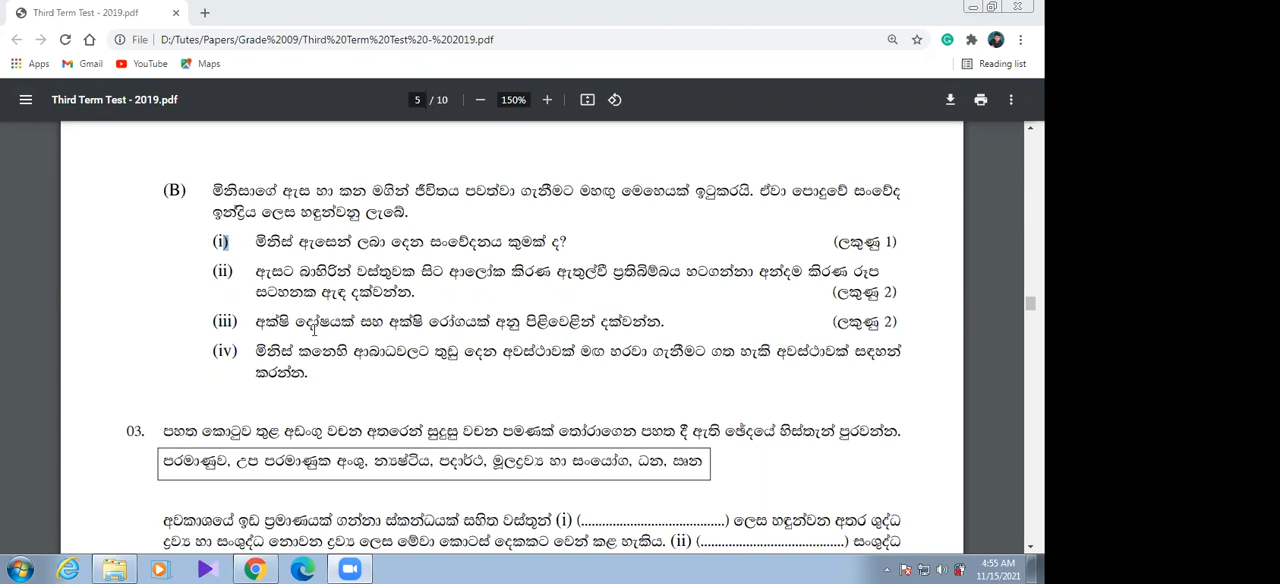 Third Term Test - 2019.pdf
File | D:/Tutes/Papers/Grade%2009/Third%20Term%20Test%20-%202019.pdf
Apps Gmail YouTube Maps Reading list
Third Term Test - 2019.pdf 5 / 10 150%
(B) මිනිසාගේ ඇස හා කන මගින් ජීවිතය පවත්වා ගැනීමට මහඟු මෙහෙයක් ඉටුකරයි. ඒවා පොදුවේ සංවේද
ඉන්ද්‍රිය ලෙස හඳුන්වනු ලැබේ.
(i) මිනිස් ඇසෙන් ලබා දෙන සංවේදනය කුමක් ද? (ලකුණු 1)
(ii) ඇසට බාහිරින් වස්තුවක සිට ආලෝක කිරණ ඇතුල්වී ප්‍රතිබිම්බය හටගන්නා අන්දම කිරණ රූප
සටහනක ඇඳ දක්වන්න. (ලකුණු 2)
(iii) අක්ෂි දෝෂයක් සහ අක්ෂි රෝගයක් අනු පිළිවෙළින් දක්වන්න. (ලකුණු 2)
(iv) මිනිස් කනෙහි ආබාධවලට තුඩු දෙන අවස්ථාවක් මඟ හරවා ගැනීමට ගත හැකි අවස්ථාවක් සඳහන්
කරන්න.
03. පහත කොටුව තුළ අඩංගු වචන අතරෙන් සුදුසු වචන පමණක් තෝරාගෙන පහත දී ඇති ඡේදයේ හිස්තැන් පුරවන්න.
පරමාණුව, උප පරමාණුක අංශු, න්‍යෂ්ටිය, පදාර්ථ, මූලද්‍රව්‍ය හා සංයෝග, ධන, ඍන
අවකාශයේ ඉඩ ප්‍රමාණයක් ගන්නා ස්කන්ධයක් සහිත වස්තූන් (i) (........................................) ලෙස හඳුන්වන අතර ශුද්ධ
ද්‍රව්‍ය හා සංශුද්ධ නොවන ද්‍රව්‍ය ලෙස මේවා කොටස් දෙකකට වෙන් කළ හැකිය. (ii) (........................................) සංශුද්ධ
4:55 AM
11/15/2021